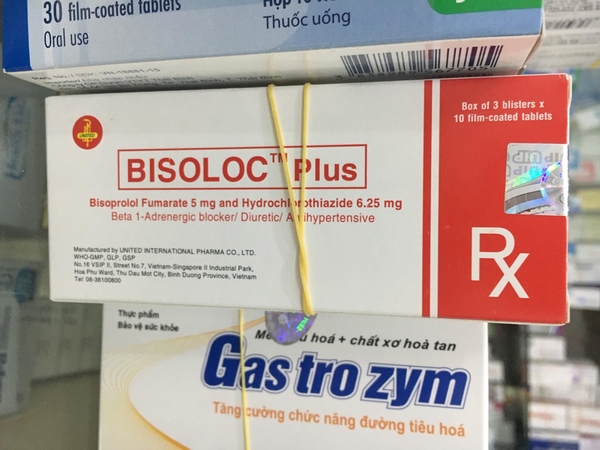 30 film-coated tablets
Oral use
Thuốc uống
UNITED
BISOLOC™ Plus
Bisoprolol Fumarate 5 mg and Hydrochlorothiazide 6.25 mg
Beta 1-Adrenergic blocker/ Diuretic/ Antihypertensive
Manufactured by UNITED INTERNATIONAL PHARMA CO., LTD.
WHO-GMP, GLP, GSP
No.16 VSIP II, Street No.7, Vietnam-Singapore II Industrial Park,
Hoa Phu Ward, Thu Dau Mot City, Binh Duong Province, Vietnam
Tel: 08-38100800
Box of 3 blisters x
10 film-coated tablets
UIP
Rx
Thực phẩm
Bảo vệ sức khỏe
hoá + chất xơ hoà tan
Gastrozym
Tăng cường chức năng đường tiêu hoá